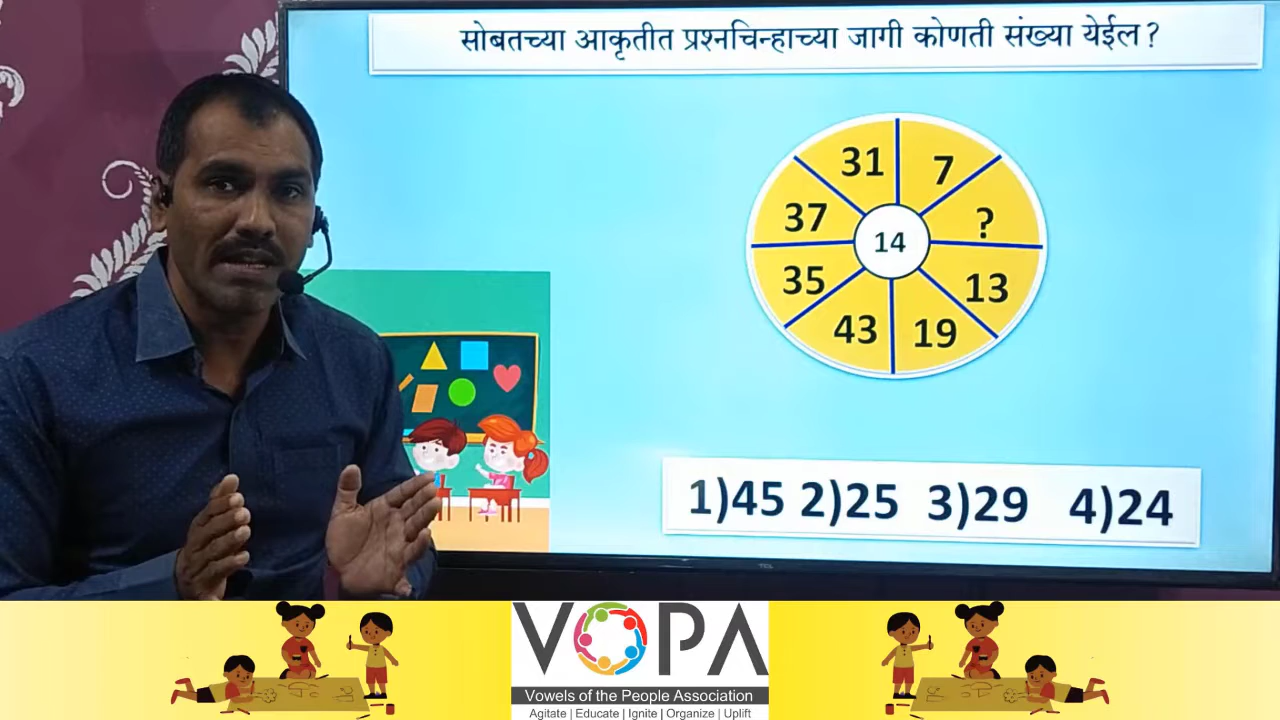 सोबतच्या आकृतीत प्रश्नचिन्हाच्या जागी कोणती संख्या येईल ?
31 7
37 ?
14
35 13
43 19
1)45 2)25 3)29 4)24
TCL
VOPA
Vowels of the People Association
Agitate | Educate | Ignite | Organize | Uplift